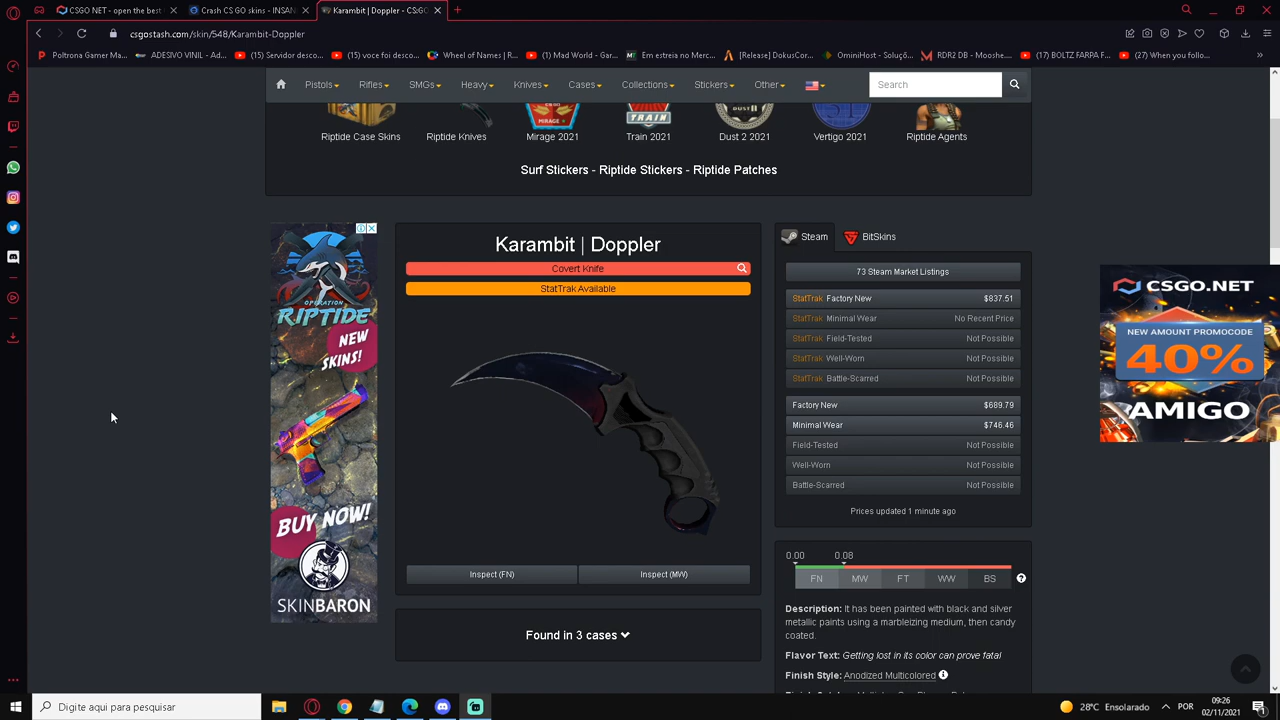 CSGO NET - open the best
Crash CS GO skins - INSAN
Karambit | Doppler - CS:GO
csgostash.com/skin/548/Karambit-Doppler
Poltrona Gamer Ma...
ADESIVO VINIL - Ad...
(15) Servidor desco...
(15) voce foi desco...
Wheel of Names | R...
(1) Mad World - Gar...
Em estreia no Merc...
[Release] DokusCor...
OminiHost - Soluçõ...
RDR2 DB - Mooshe...
(17) BOLTZ FARPA F...
(27) When you follo...
Pistols
Rifles
SMGs
Heavy
Knives
Cases
Collections
Stickers
Other
Search
Riptide Case Skins
Riptide Knives
MIRAGE
Mirage 2021
TRAIN
Train 2021
DUST II
Dust 2 2021
Vertigo 2021
Riptide Agents
Surf Stickers - Riptide Stickers - Riptide Patches
OPERATION
RIPTIDE
NEW
SKINS!
BUY NOW!
SKINBARON
Karambit | Doppler
Covert Knife
StatTrak Available
Inspect (FN)
Inspect (MW)
Found in 3 cases
Steam
BitSkins
73 Steam Market Listings
StatTrak Factory New $837.51
StatTrak Minimal Wear No Recent Price
StatTrak Field-Tested Not Possible
StatTrak Well-Worn Not Possible
StatTrak Battle-Scarred Not Possible
Factory New $689.79
Minimal Wear $746.46
Field-Tested Not Possible
Well-Worn Not Possible
Battle-Scarred Not Possible
Prices updated 1 minute ago
0.00 0.08
FN MW FT WW BS
Description: It has been painted with black and silver
metallic paints using a marbleizing medium, then candy
coated.
Flavor Text: Getting lost in its color can prove fatal
Finish Style: Anodized Multicolored
CSGO.NET
NEW AMOUNT PROMOCODE
40%
AMIGO
Digite aqui para pesquisar
28°C Ensolarado
POR
09:26
02/11/2021